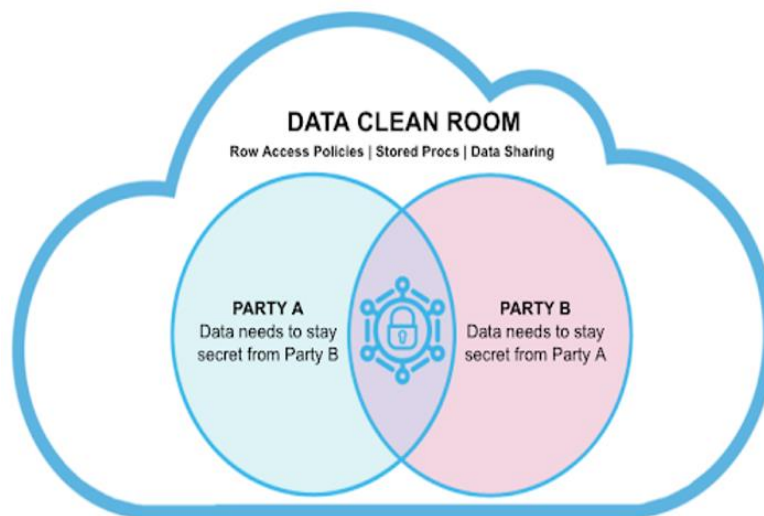 DATA CLEAN ROOM
Row Access Policies | Stored Procs | Data Sharing
PARTY A
Data needs to stay
secret from Party B
PARTY B
Data needs to stay
secret from Party A